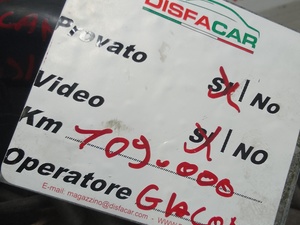 DISFACAR
Provato SI | NO
Video SI | NO
Km 109.000
Operatore GIACO
E-mail: magazzino@disfacar.com